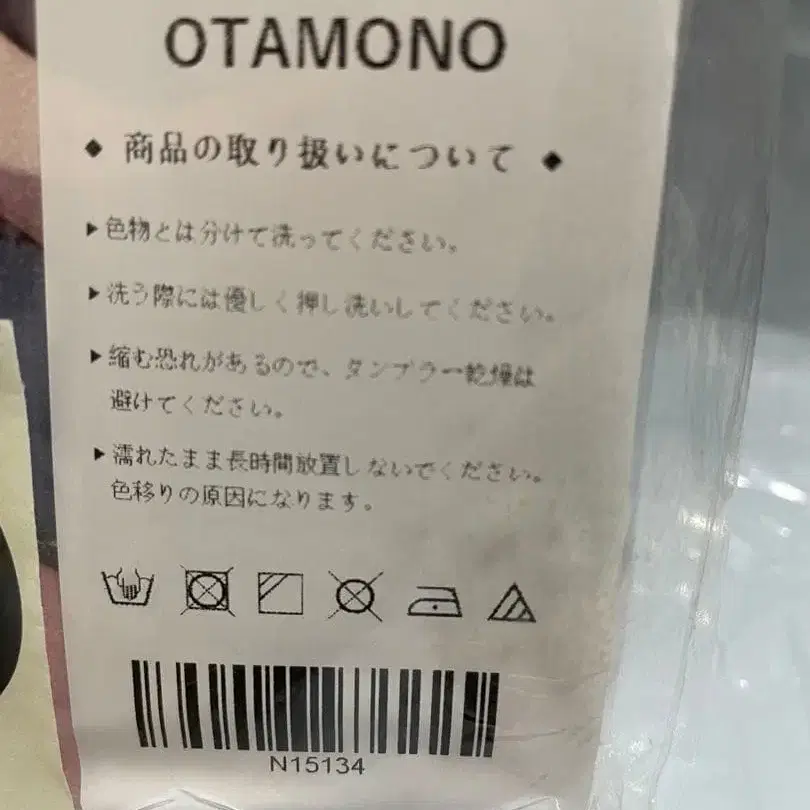 OTAMONO
◆ 商品の取り扱いについて ◆
▶色物とは分けて洗ってください。
▶洗う際には優しく押し洗いしてください。
▶縮む恐れがあるので、タンブラー乾燥は
避けてください。
▶濡れたまま長時間放置しないでください。
色移りの原因になります。
N15134